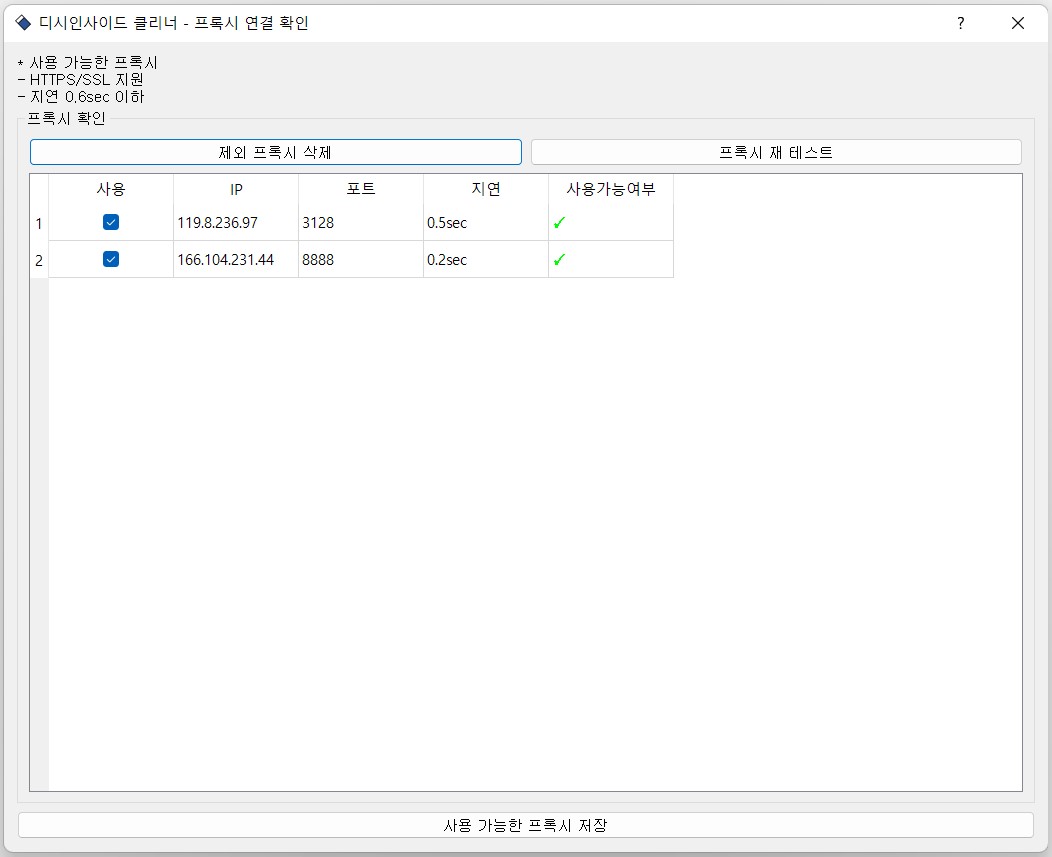 디시인사이드 클리너 - 프록시 연결 확인
?
* 사용 가능한 프록시
- HTTPS/SSL 지원
- 지연 0.6sec 이하
프록시 확인
제외 프록시 삭제 프록시 재 테스트
사용 IP 포트 지연 사용가능여부
1 119.8.236.97 3128 0.5sec ✓
2 166.104.231.44 8888 0.2sec ✓
사용 가능한 프록시 저장